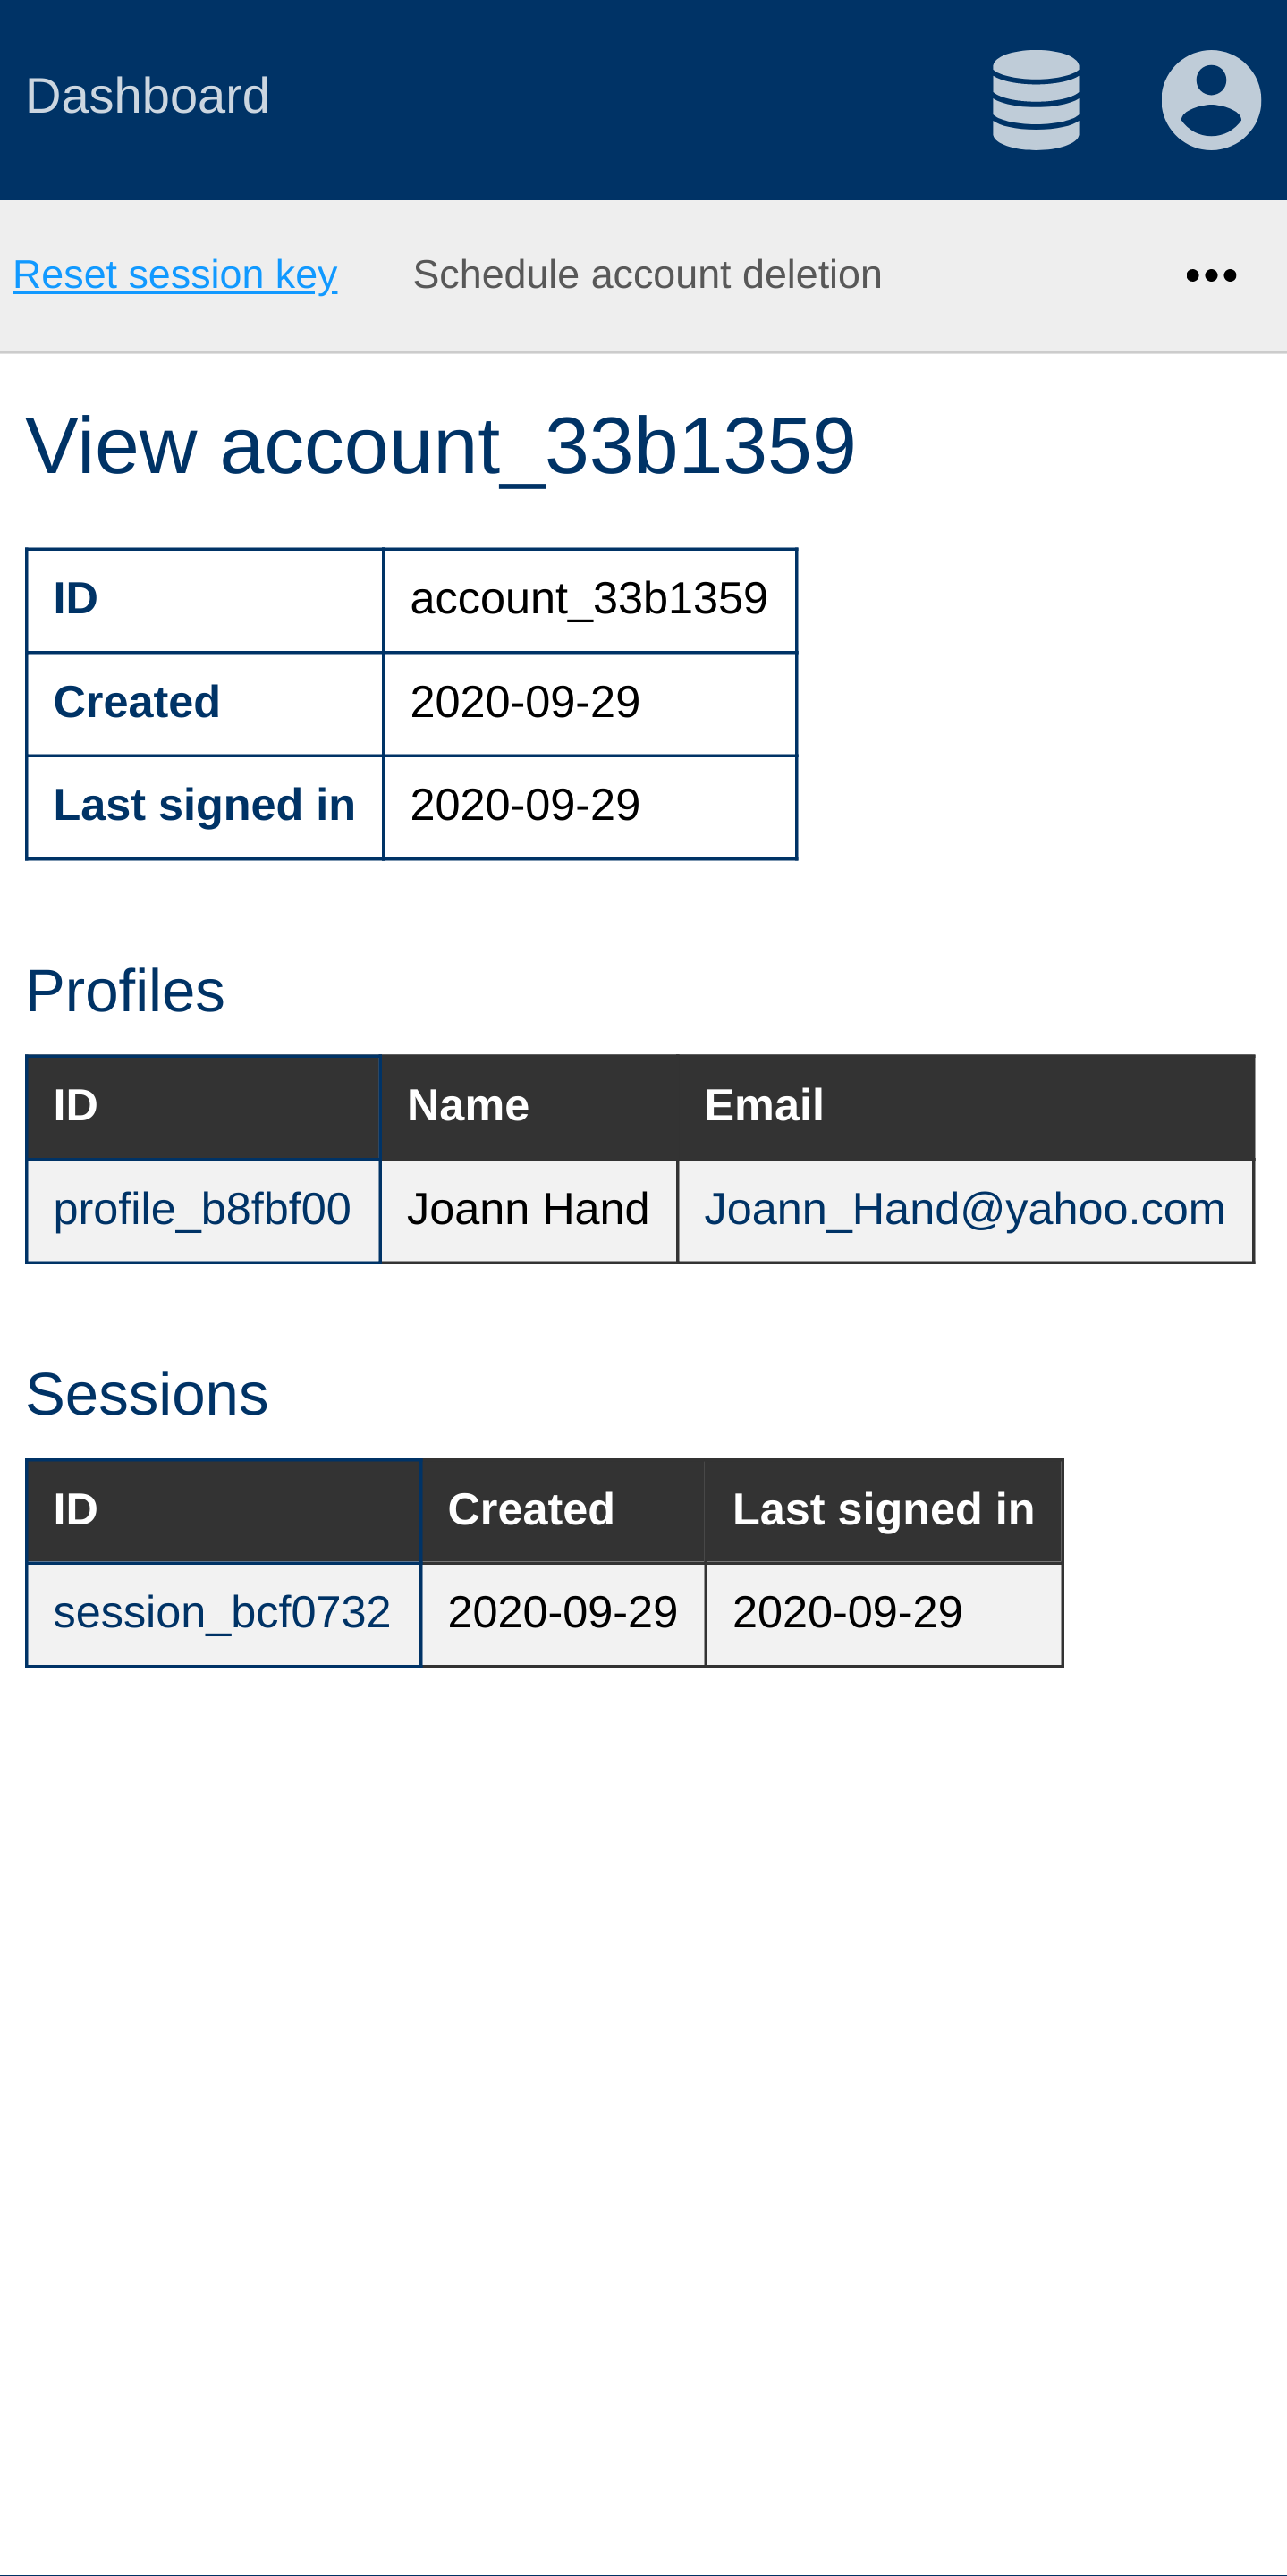 Dashboard
Reset session key Schedule account deletion •••
View account_33b1359
ID account_33b1359
Created 2020-09-29
Last signed in 2020-09-29
Profiles
ID Name Email
profile_b8fbf00 Joann Hand Joann_Hand@yahoo.com
Sessions
ID Created Last signed in
session_bcf0732 2020-09-29 2020-09-29